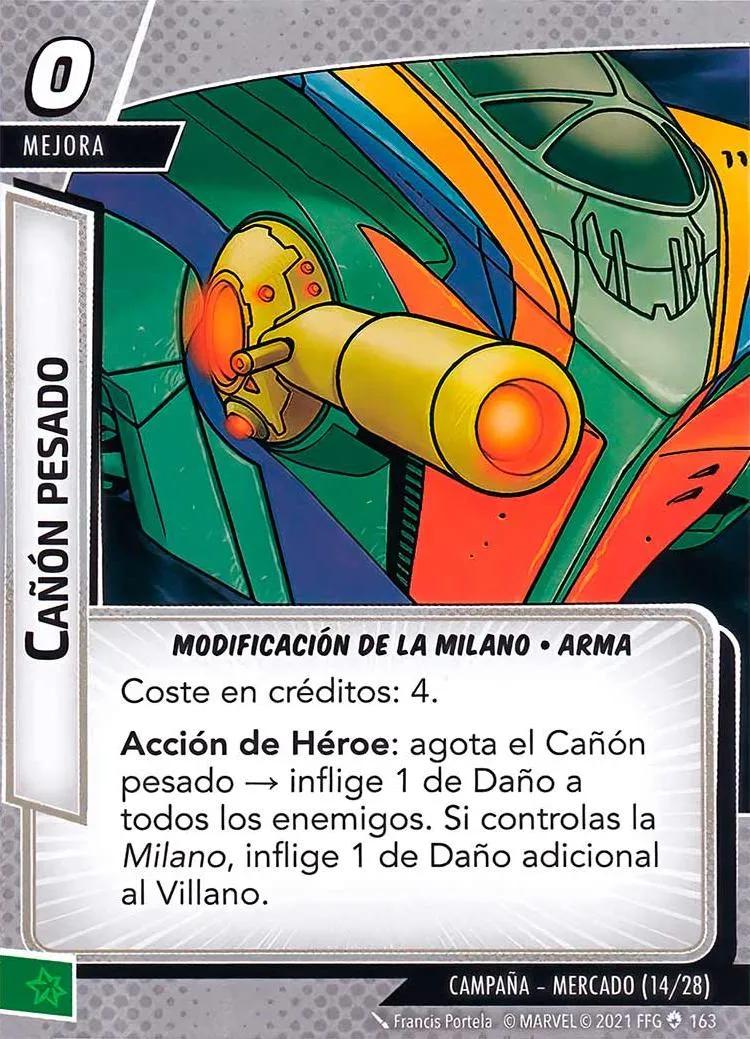 0
MEJORA
CAÑÓN PESADO
MODIFICACIÓN DE LA MILANO • ARMA
Coste en créditos: 4.
Acción de Héroe: agota el Cañón
pesado → inflige 1 de Daño a
todos los enemigos. Si controlas la
Milano, inflige 1 de Daño adicional
al Villano.
CAMPAÑA – MERCADO (14/28)
Francis Portela © MARVEL © 2021 FFG 163